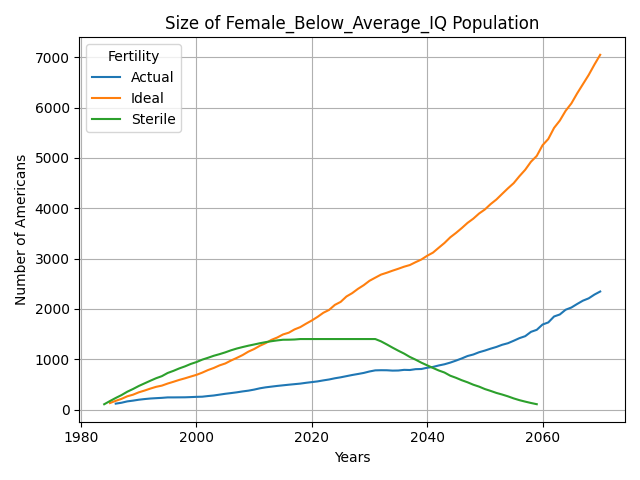 Size of Female_Below_Average_IQ Population
Fertility
Actual
Ideal
Sterile
Number of Americans
7000
6000
5000
4000
3000
2000
1000
0
1980 2000 2020 2040 2060
Years